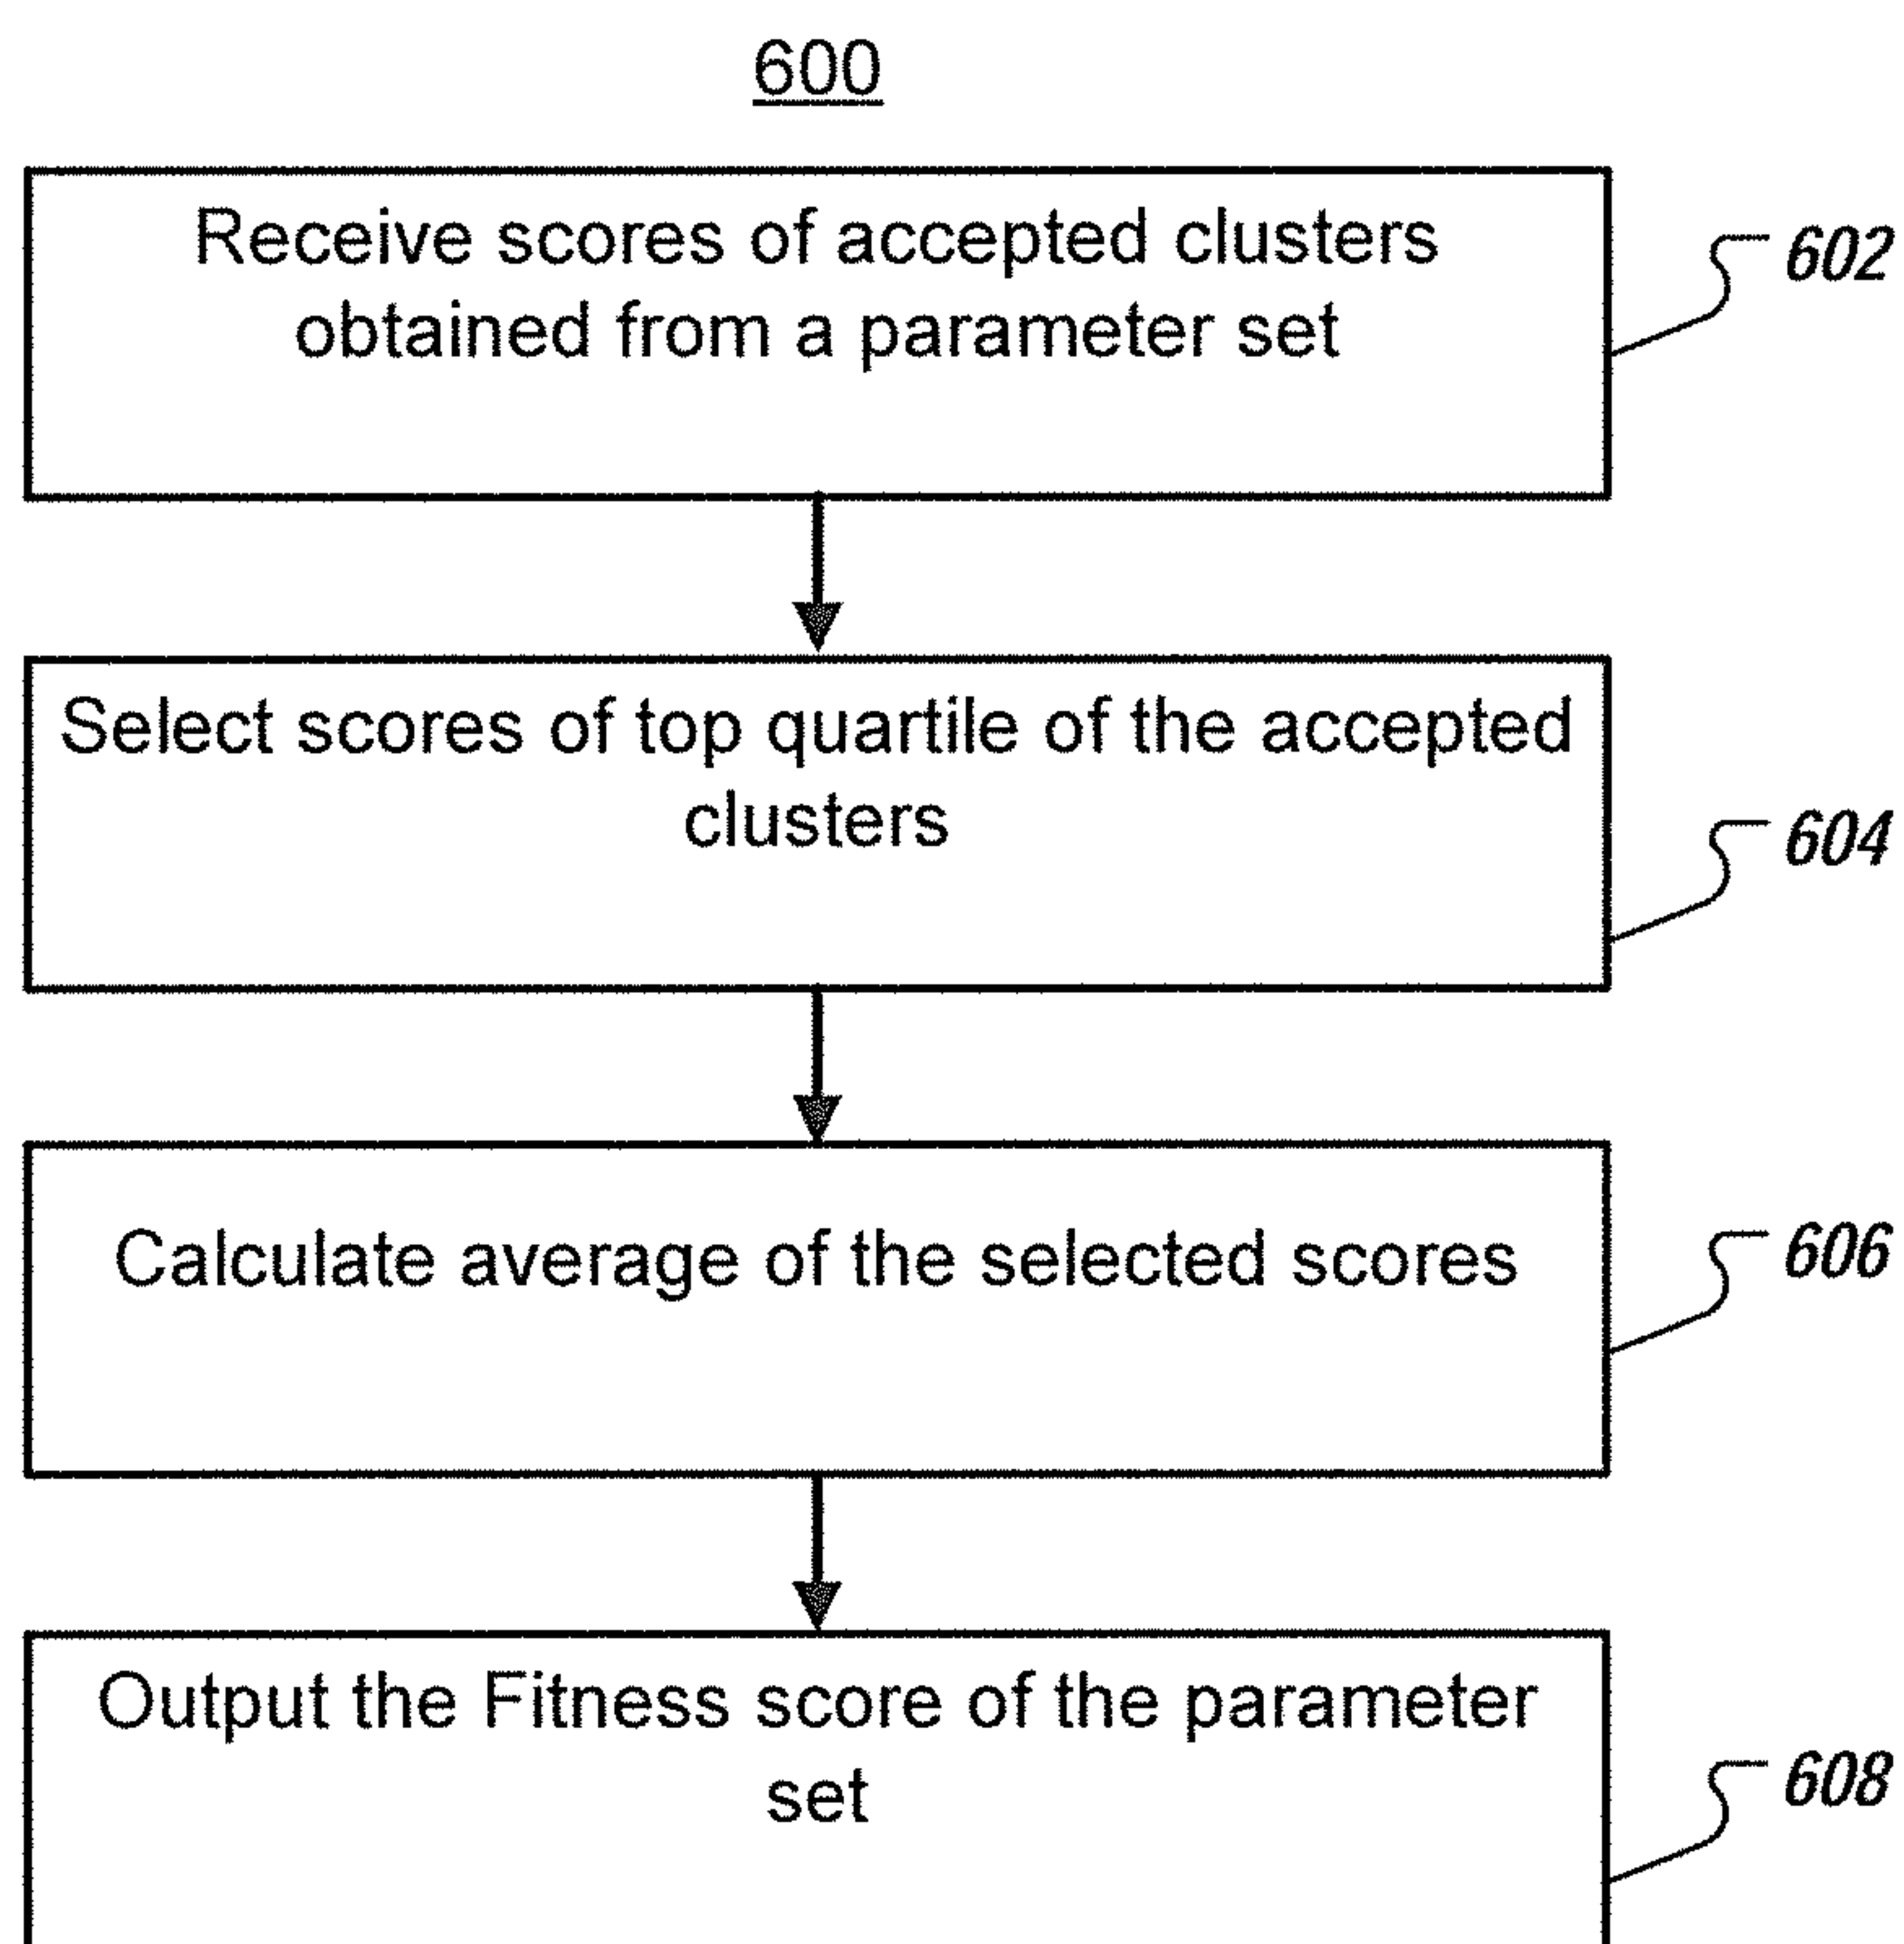 600
Receive scores of accepted clusters
obtained from a parameter set
602
Select scores of top quartile of the accepted
clusters
604
Calculate average of the selected scores
606
Output the Fitness score of the parameter
set
608